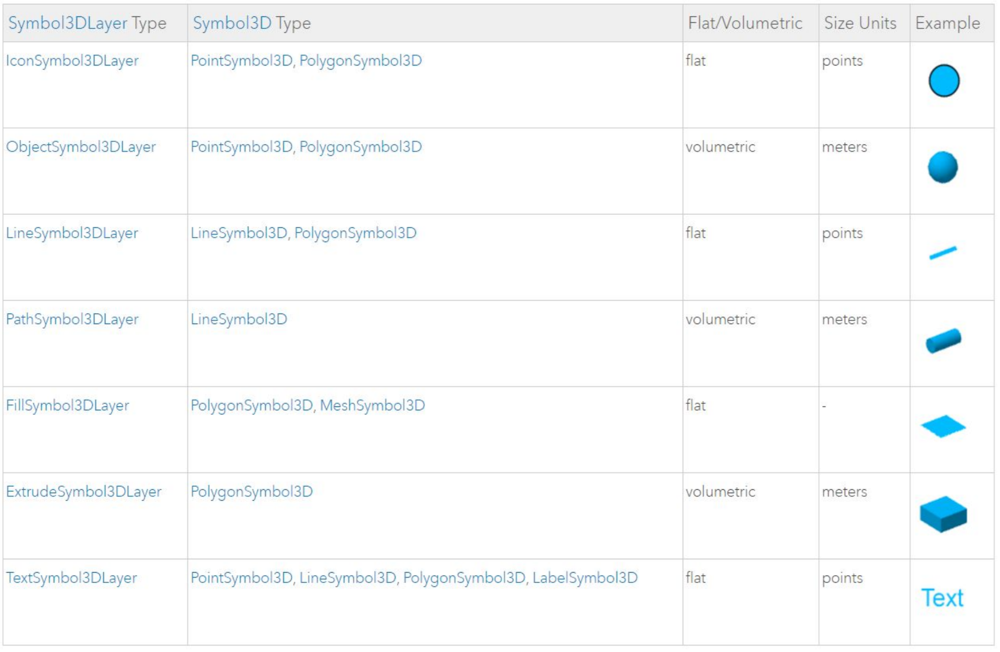 Symbol3DLayer Type Symbol3D Type Flat/Volumetric Size Units Example
IconSymbol3DLayer PointSymbol3D, PolygonSymbol3D flat points
ObjectSymbol3DLayer PointSymbol3D, PolygonSymbol3D volumetric meters
LineSymbol3DLayer LineSymbol3D, PolygonSymbol3D flat points
PathSymbol3DLayer LineSymbol3D volumetric meters
FillSymbol3DLayer PolygonSymbol3D, MeshSymbol3D flat -
ExtrudeSymbol3DLayer PolygonSymbol3D volumetric meters
TextSymbol3DLayer PointSymbol3D, LineSymbol3D, PolygonSymbol3D, LabelSymbol3D flat points
Text